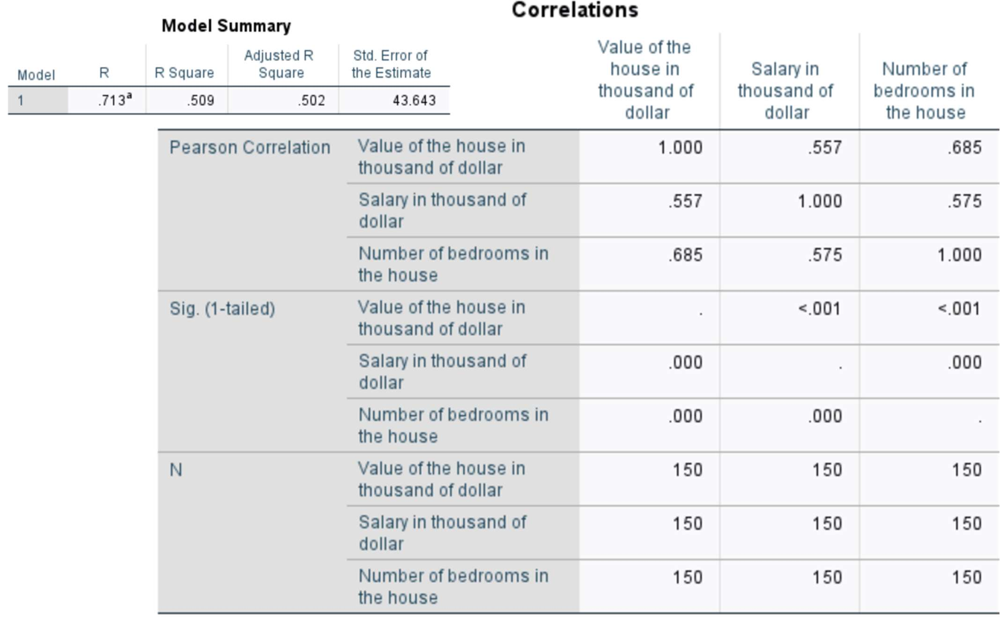 Model Summary
Model R R Square Adjusted R Square Std. Error of the Estimate
1 .713a .509 .502 43.643
Correlations
Value of the house in thousand of dollar Salary in thousand of dollar Number of bedrooms in the house
Pearson Correlation Value of the house in thousand of dollar 1.000 .557 .685
Salary in thousand of dollar .557 1.000 .575
Number of bedrooms in the house .685 .575 1.000
Sig. (1-tailed) Value of the house in thousand of dollar . <.001 <.001
Salary in thousand of dollar .000 . .000
Number of bedrooms in the house .000 .000 .
N Value of the house in thousand of dollar 150 150 150
Salary in thousand of dollar 150 150 150
Number of bedrooms in the house 150 150 150